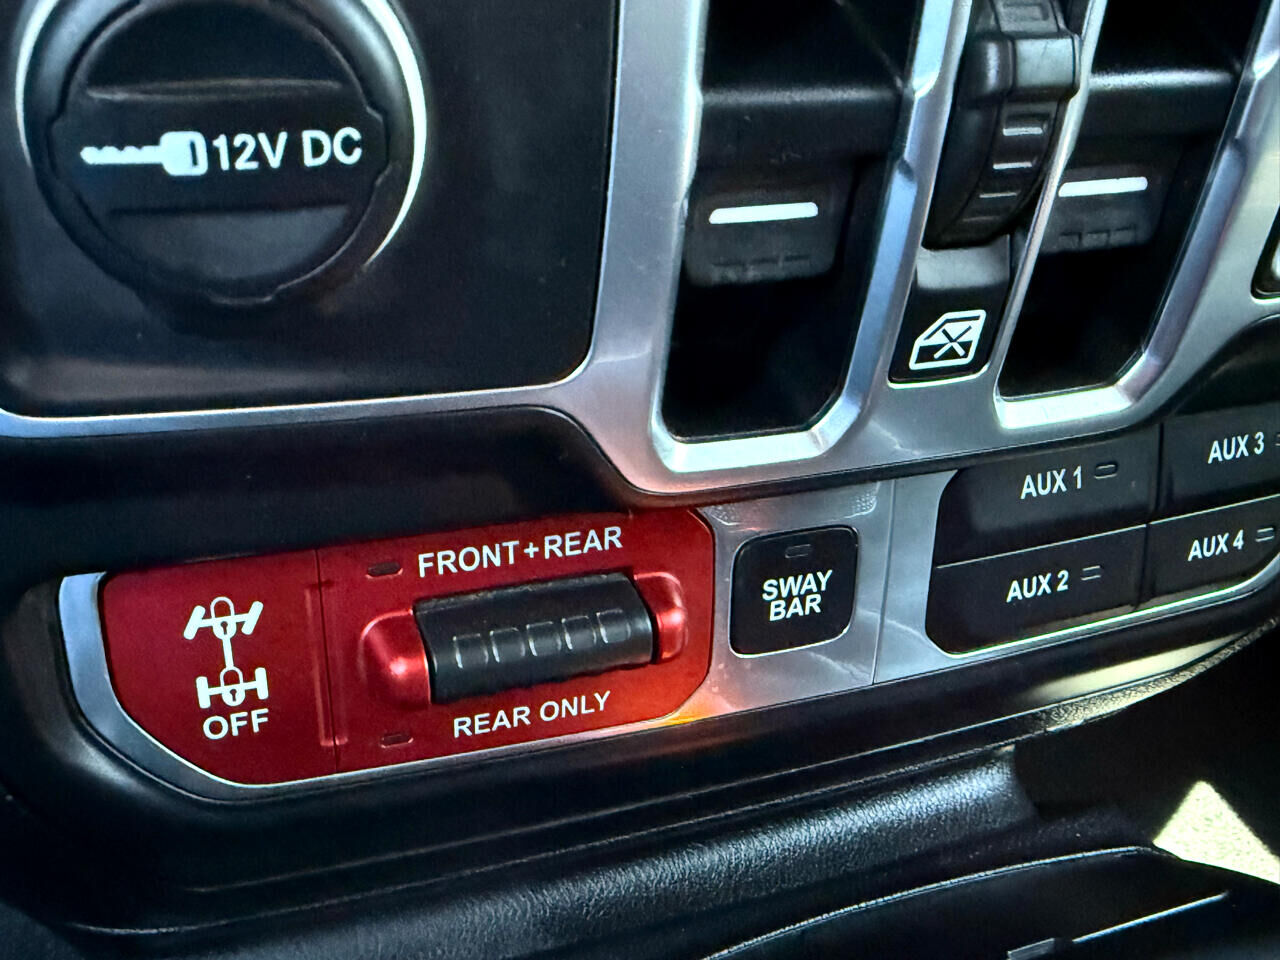 12V DC
AUX 1
AUX 3
AUX 2
AUX 4
FRONT+REAR
SWAY
BAR
OFF
REAR ONLY